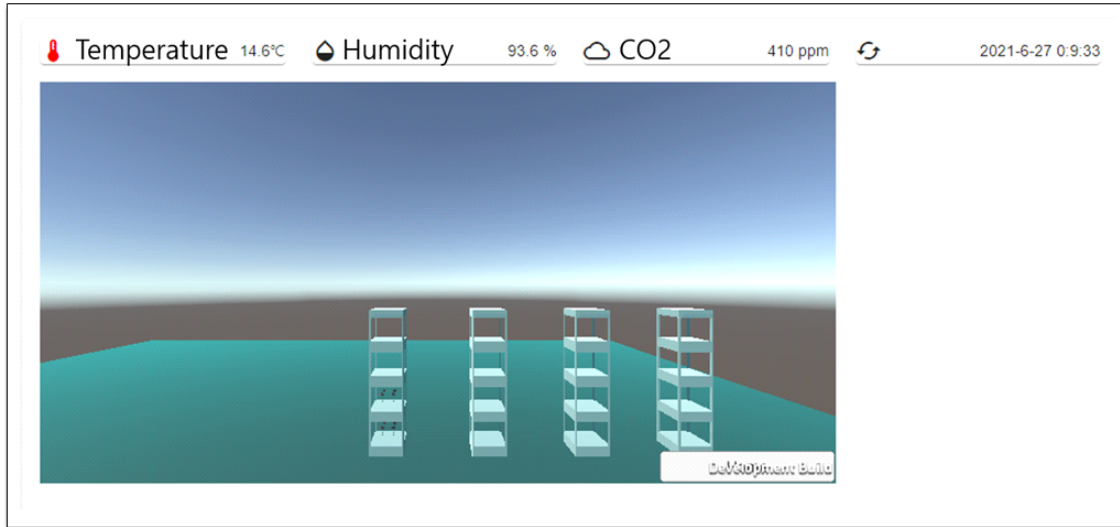 Temperature 14.6℃
Humidity 93.6 %
CO2 410 ppm
2021-6-27 0:9:33
Development Build